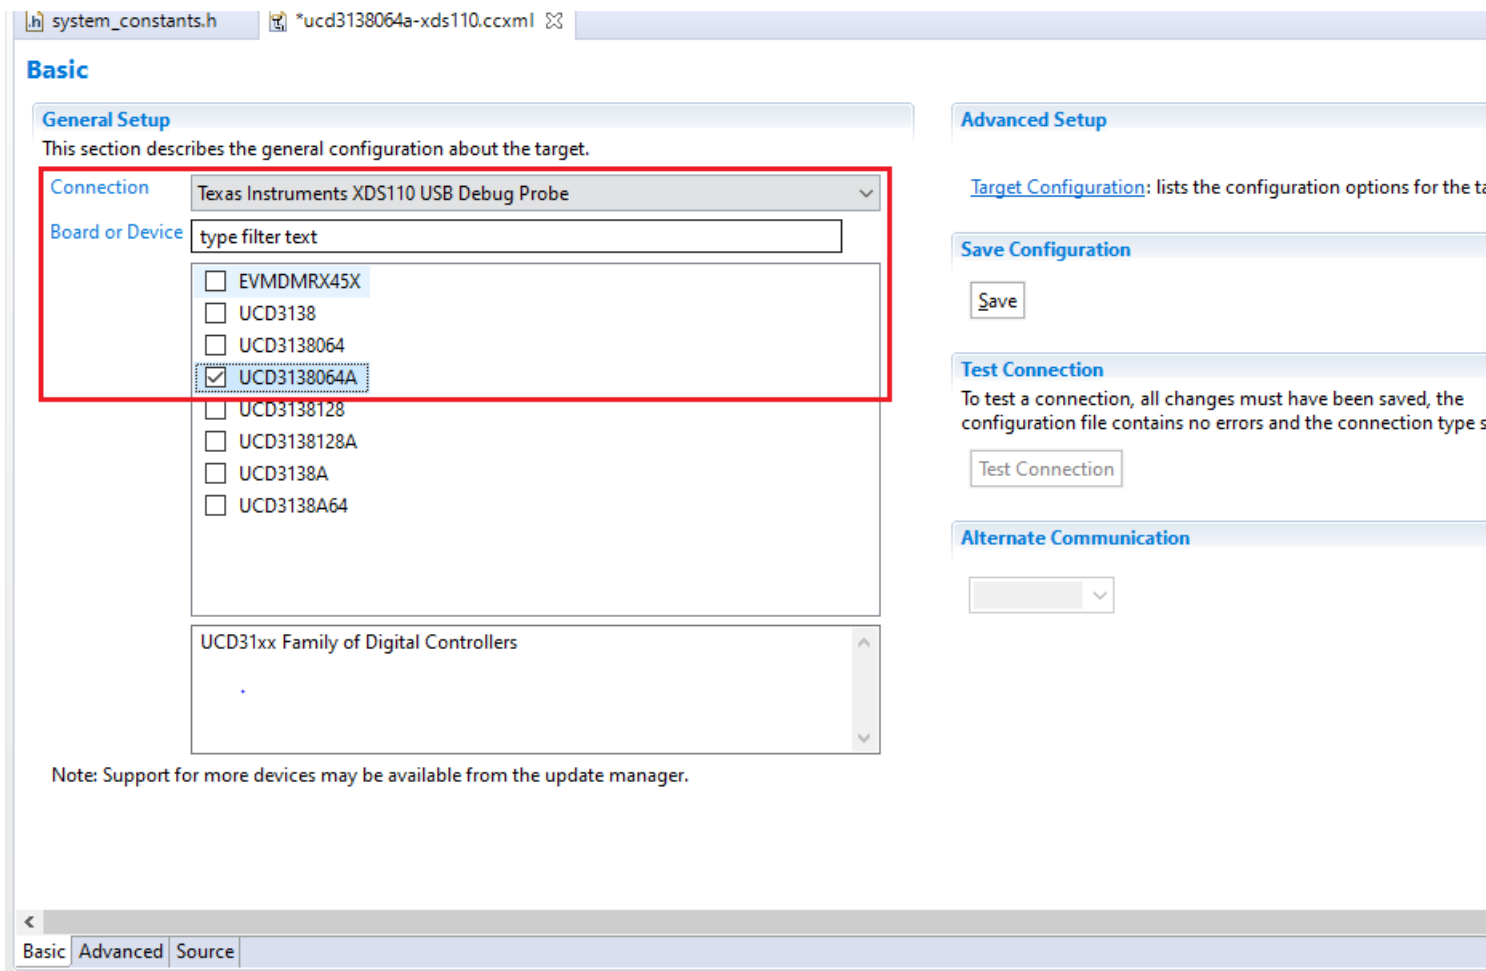 system_constants.h
*ucd3138064a-xds110.ccxml
Basic
General Setup
This section describes the general configuration about the target.
Connection
Texas Instruments XDS110 USB Debug Probe
Board or Device
type filter text
EVMDMRX45X
UCD3138
UCD3138064
UCD3138064A
UCD3138128
UCD3138128A
UCD3138A
UCD3138A64
UCD31xx Family of Digital Controllers
Note: Support for more devices may be available from the update manager.
Advanced Setup
Target Configuration: lists the configuration options for the
Save Configuration
Save
Test Connection
To test a connection, all changes must have been saved, the
configuration file contains no errors and the connection type
Test Connection
Alternate Communication
Basic
Advanced
Source